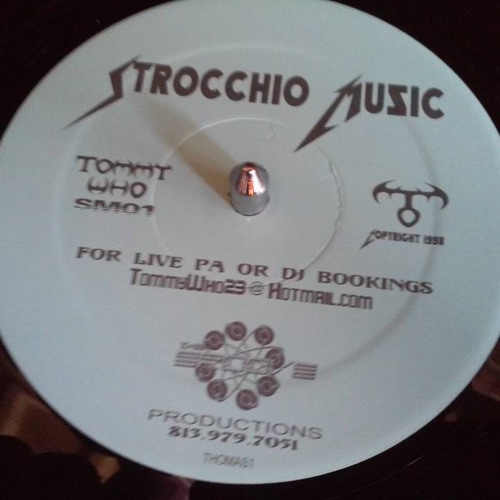 STROCCHIO MUSIC
TOMMY
WHO
SM01
COPYRIGHT 1998
FOR LIVE PA OR DJ BOOKINGS
TommyWho23@Hotmail.com
PRODUCTIONS
813.979.7051
THOMAS1